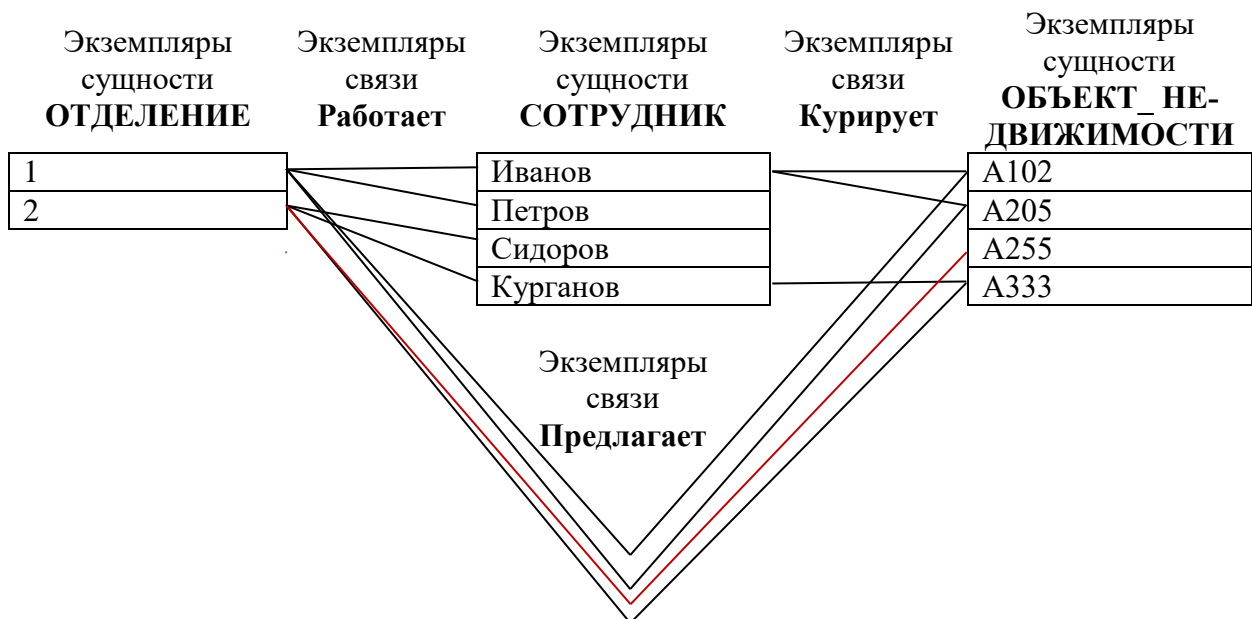 Экземпляры
сущности
ОТДЕЛЕНИЕ
Экземпляры
связи
Работает
Экземпляры
сущности
СОТРУДНИК
Экземпляры
связи
Курирует
Экземпляры
сущности
ОБЪЕКТ_ НЕ-
ДВИЖИМОСТИ
1
2
Иванов
Петров
Сидоров
Курганов
А102
А205
А255
А333
Экземпляры
связи
Предлагает